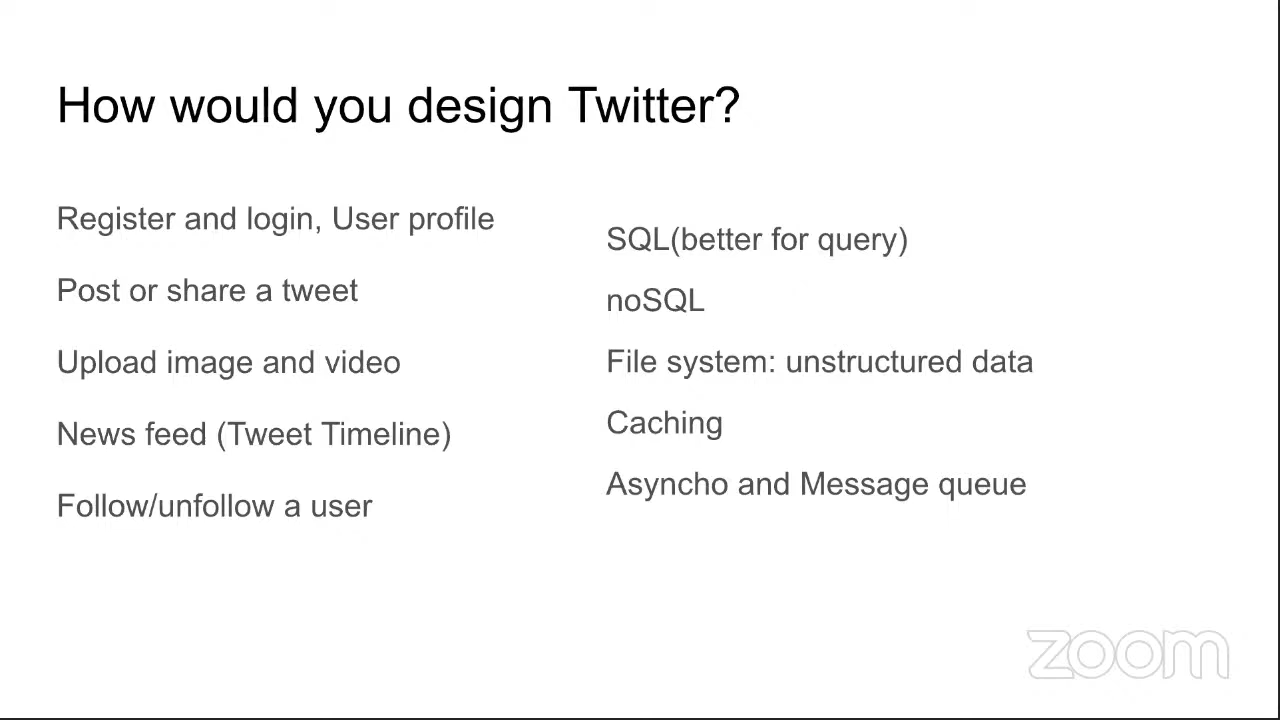 How would you design Twitter?
Register and login, User profile
Post or share a tweet
Upload image and video
News feed (Tweet Timeline)
Follow/unfollow a user
SQL(better for query)
noSQL
File system: unstructured data
Caching
Asyncho and Message queue
zoom